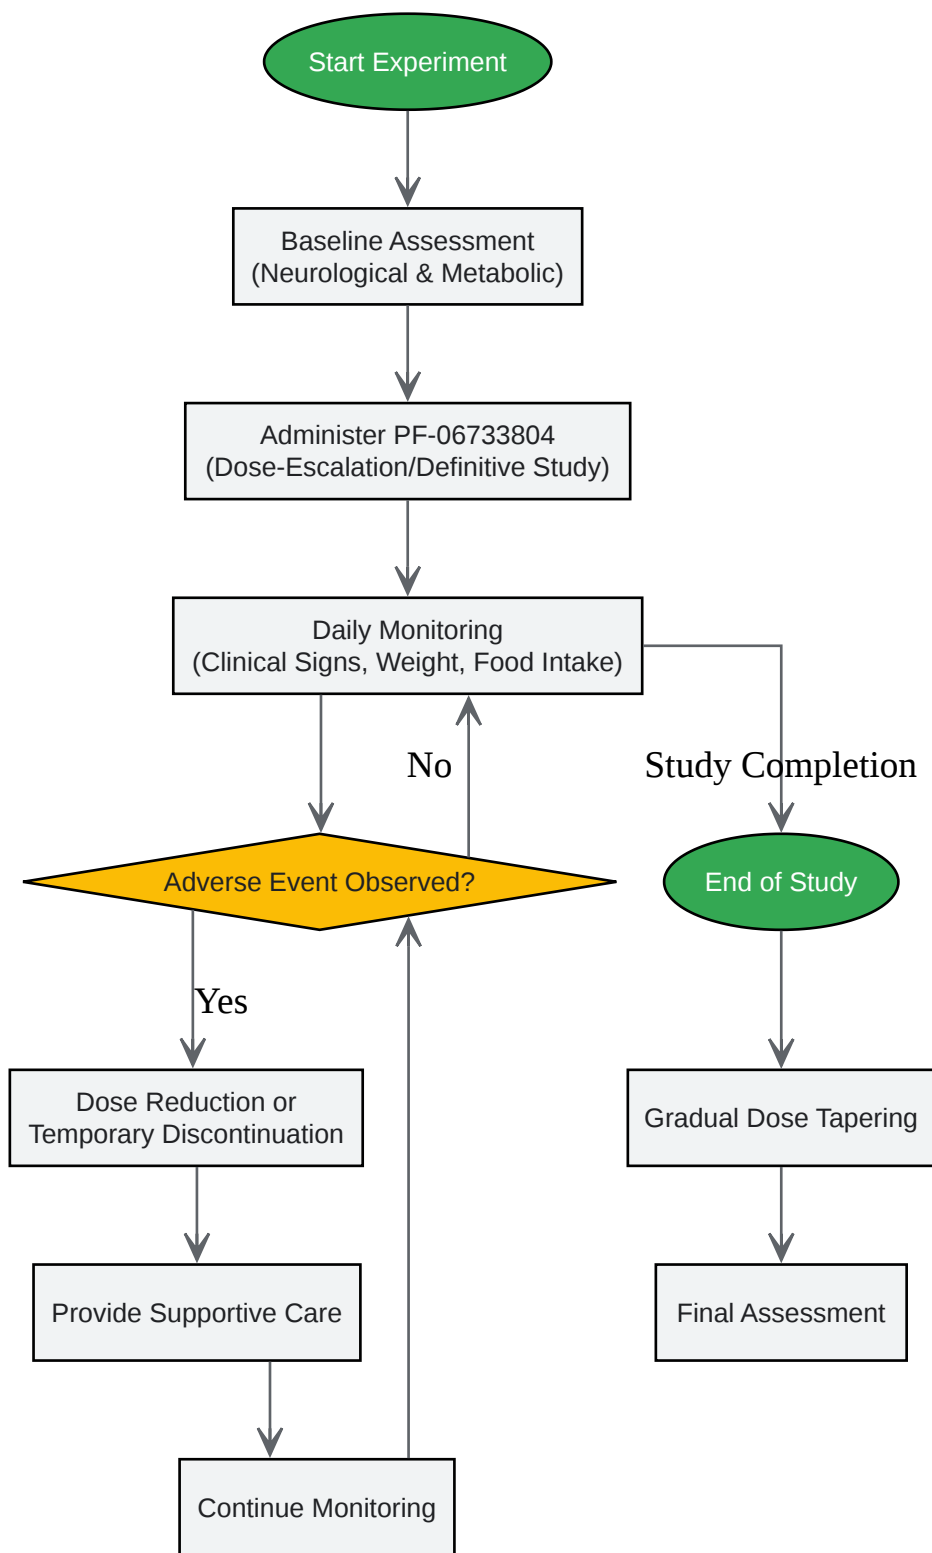 Start Experiment
Baseline Assessment
(Neurological & Metabolic)
Administer PF-06733804
(Dose-Escalation/Definitive Study)
Daily Monitoring
(Clinical Signs, Weight, Food Intake)
No
Study Completion
Adverse Event Observed?
End of Study
Yes
Dose Reduction or
Temporary Discontinuation
Gradual Dose Tapering
Provide Supportive Care
Final Assessment
Continue Monitoring